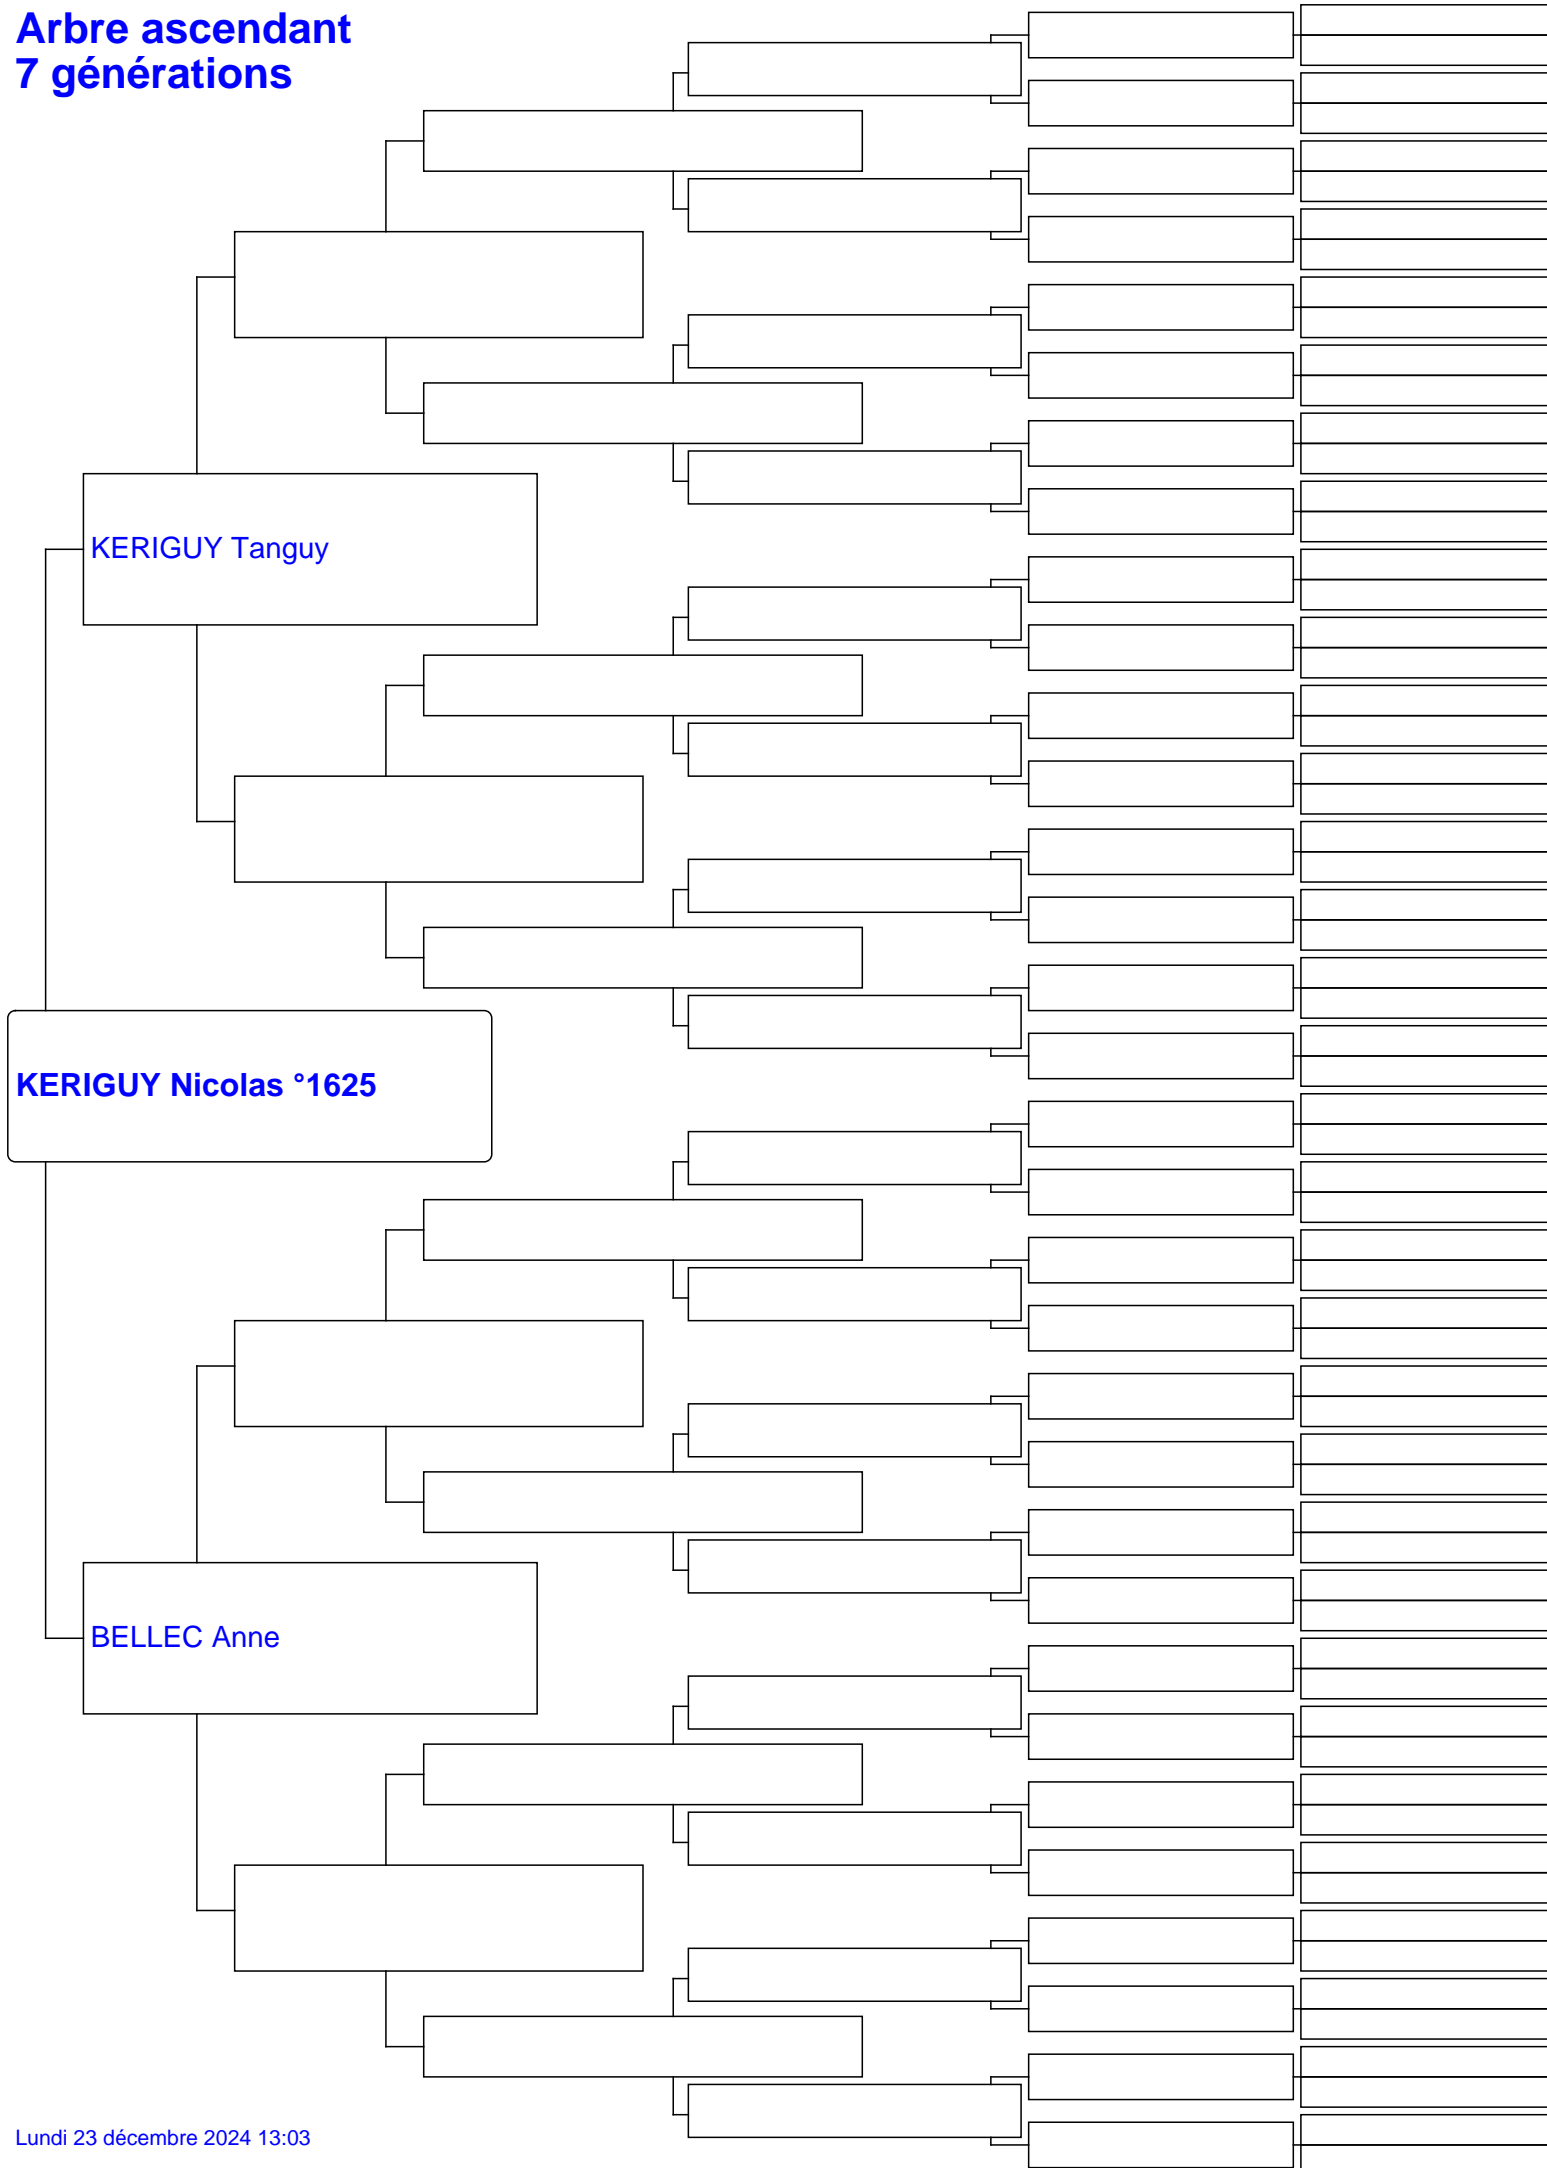 Arbre ascendant
7 générations
KERIGUY Tanguy
KERIGUY Nicolas °1625
BELLEC Anne
Lundi 23 décembre 2024 13:03